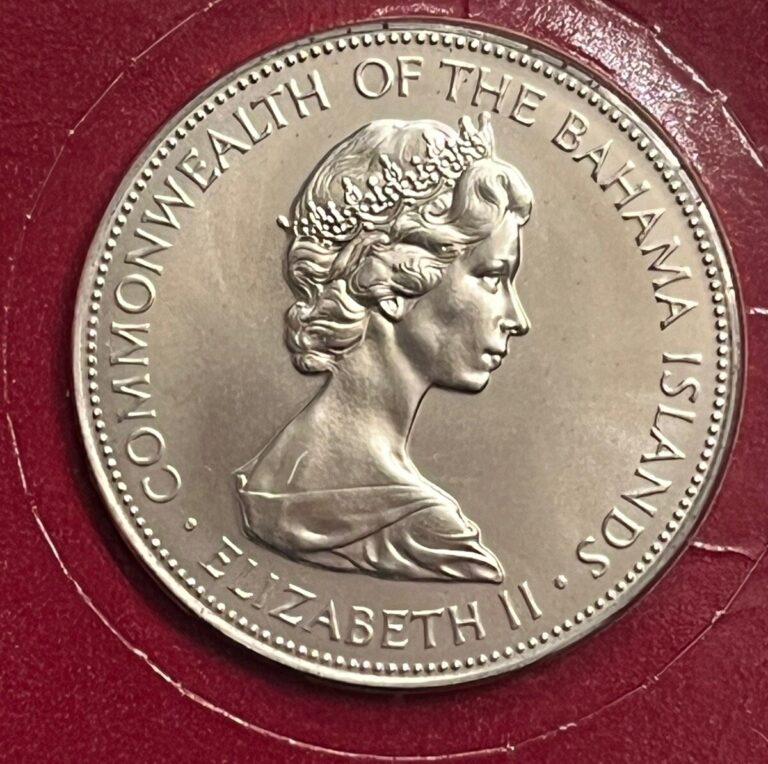 COMMONWEALTH OF THE BAHAMA ISLANDS
· ELIZABETH II ·